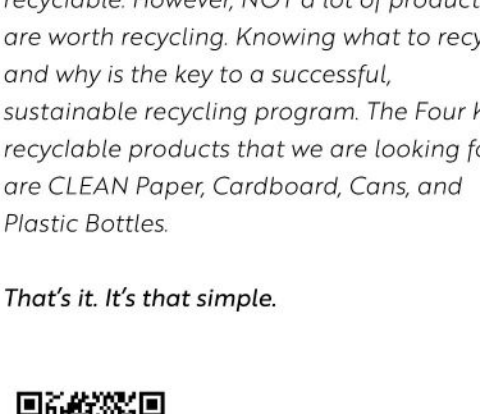 recyclable. However, NOT a lot of product
are worth recycling. Knowing what to recy
and why is the key to a successful,
sustainable recycling program. The Four K
recyclable products that we are looking fo
are CLEAN Paper, Cardboard, Cans, and
Plastic Bottles.
That's it. It's that simple.